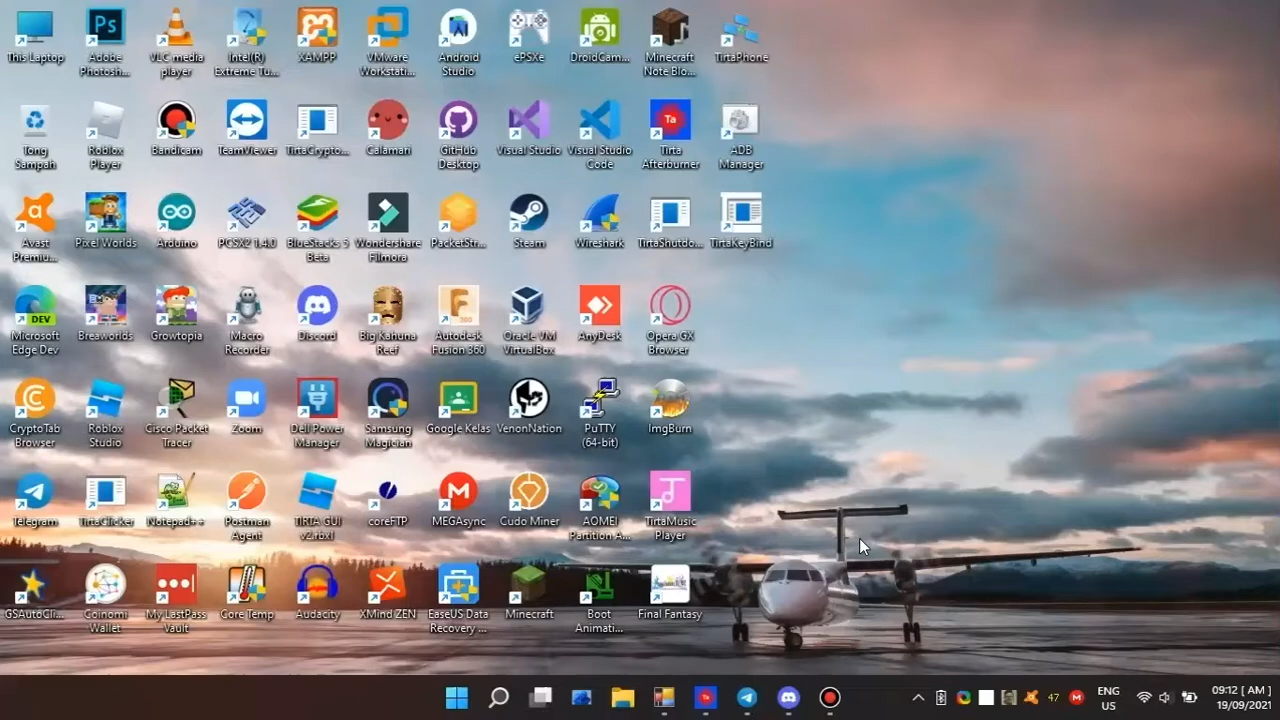 This Laptop
Adobe
Photosh...
VLC media
player
Intel(R)
Extreme Tu...
XAMPP
VMware
Workstati...
Android
Studio
ePSXe
DroidCam...
Minecraft
Note Blo...
TirtaPhone
Tong
Sampah
Roblox
Player
Bandicam
TeamViewer
TirtaCrypto...
Calamari
GitHub
Desktop
Visual Studio
Visual Studio
Code
Tirta
Afterburner
ADB
Manager
Avast
Premiu...
Pixel Worlds
Arduino
PCSX2 1.4.0
BlueStacks 5
Beta
Wondershare
Filmora
PacketStr...
Steam
Wireshark
TirtaShutdo...
TirtaKeyBind
Microsoft
Edge Dev
Breaworlds
Growtopia
Macro
Recorder
Discord
Big Kahuna
Reef
Autodesk
Fusion 360
Oracle VM
VirtualBox
AnyDesk
Opera GX
Browser
CryptoTab
Browser
Roblox
Studio
Cisco Packet
Tracer
Zoom
Dell Power
Manager
Samsung
Magician
Google Kelas
VenonNation
PuTTY
(64-bit)
ImgBurn
Telegram
TirtaClicker
Notepad++
Postman
Agent
TIRTA GUI
v2.rbxl
coreFTP
MEGAsync
Cudo Miner
AOMEI
Partition A...
TirtaMusic
Player
GSAutoCli...
Coinomi
Wallet
My LastPass
Vault
Core Temp
Audacity
XMind ZEN
EaseUS Data
Recovery ...
Minecraft
Boot
Animati...
Final Fantasy
Ps
Ta
DEV
Ta
47
ENG
US
09:12 [ AM ]
19/09/2021